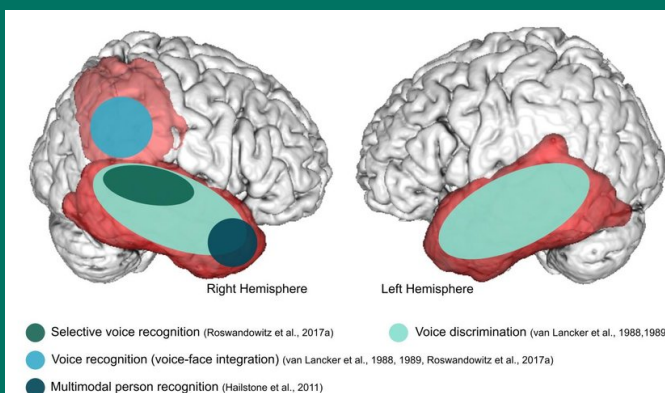 Right Hemisphere
Left Hemisphere
Selective voice recognition (Roswandowitz et al., 2017a)
Voice discrimination (van Lancker et al., 1988,1989
Voice recognition (voice-face integration) (van Lancker et al., 1988, 1989, Roswandowitz et al., 2017a)
Multimodal person recognition (Hailstone et al., 2011)